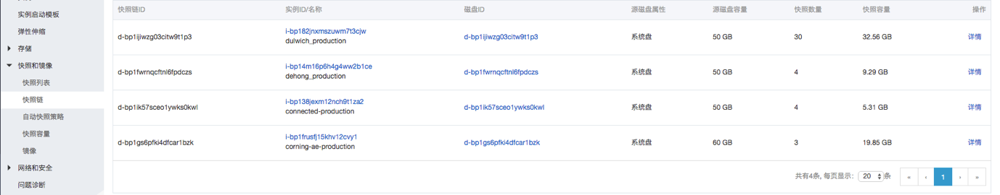 实例启动模板
弹性伸缩
存储
快照和镜像
快照列表
快照链
自动快照策略
快照容量
镜像
网络和安全
问题诊断
快照链ID 实例ID/名称 磁盘ID 源磁盘属性 源磁盘容量 快照数量 快照容量 操作
d-bp1ijiwzg03citw9t1p3 i-bp182jnxmszuwm7t3cjw d-bp1ijiwzg03citw9t1p3 系统盘 50 GB 30 32.56 GB 详情
dulwich_production
d-bp1fwrnqcftnl6fpdczs i-bp14m16p6h4g4ww2b1ce d-bp1fwrnqcftnl6fpdczs 系统盘 50 GB 4 9.29 GB 详情
dehong_production
d-bp1ik57sceo1ywks0kwl i-bp138jexm12nch9t1za2 d-bp1ik57sceo1ywks0kwl 系统盘 50 GB 4 5.31 GB 详情
connected-production
d-bp1gs6pfki4dfcar1bzk i-bp1frusfj15khv12cvy1 d-bp1gs6pfki4dfcar1bzk 系统盘 60 GB 3 19.85 GB 详情
corning-ae-production
共有4条, 每页显示: 20 条 « ‹ 1 › »